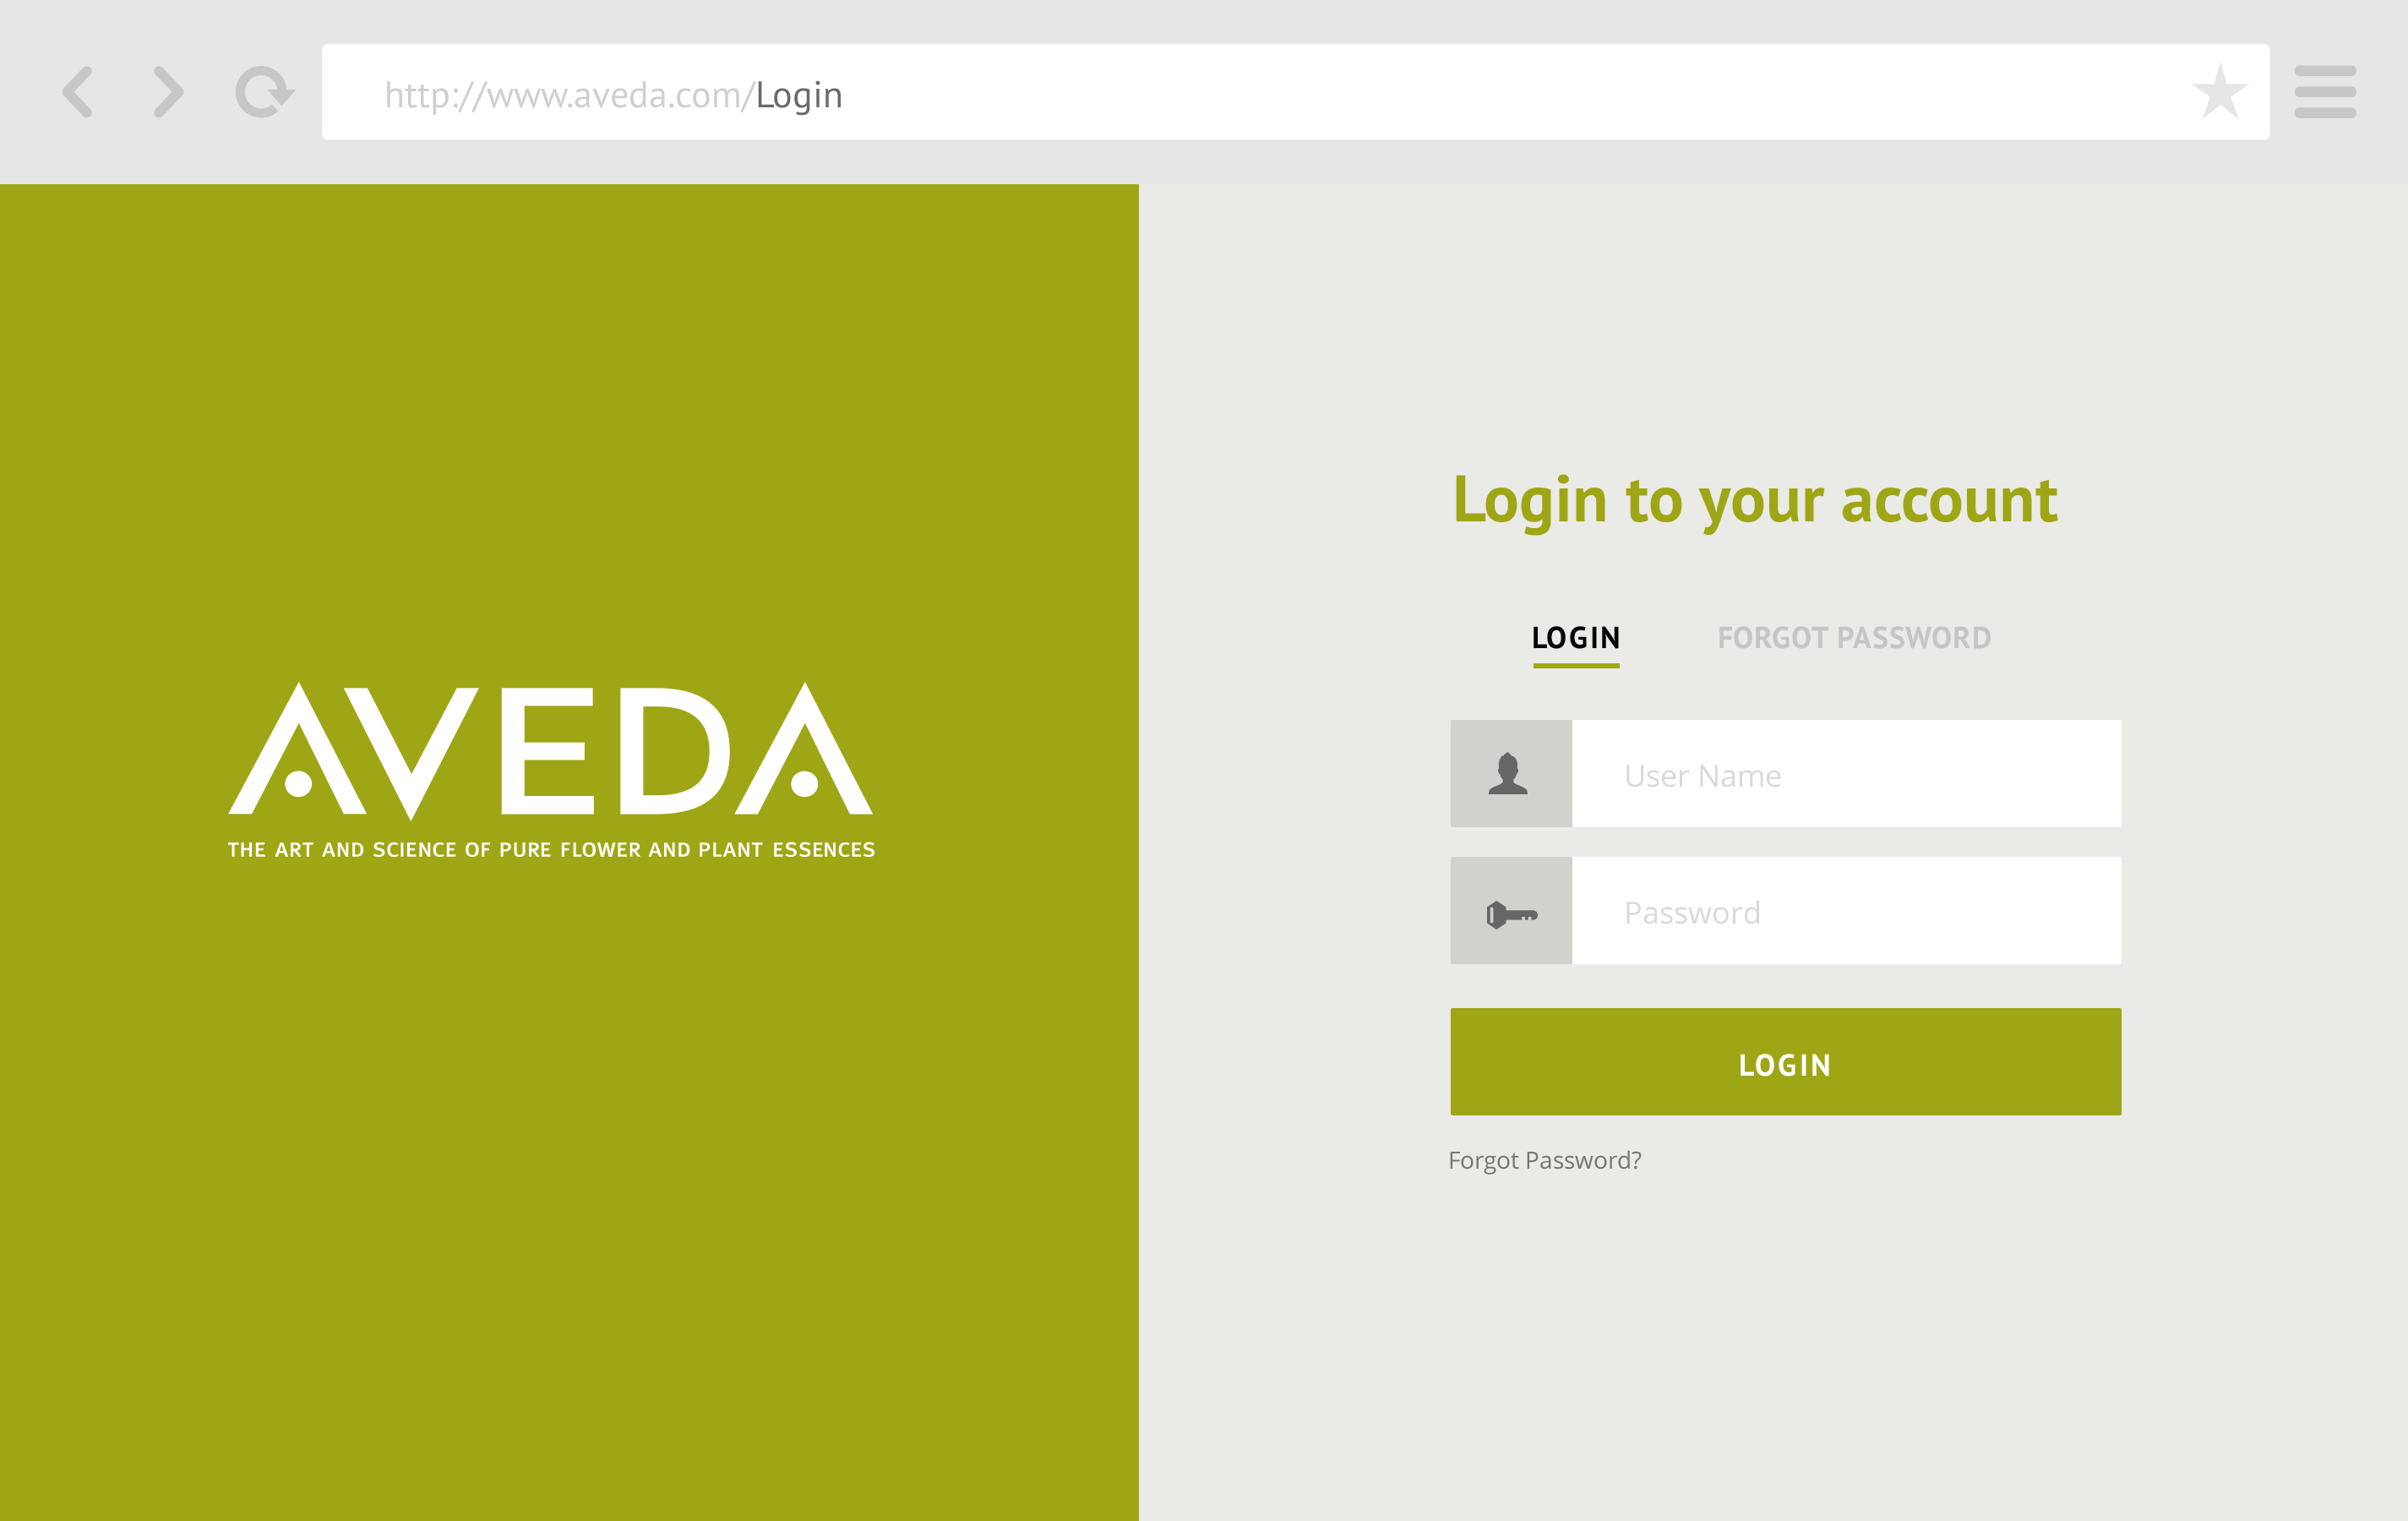 http://www.aveda.com/Login
AVEDA
THE ART AND SCIENCE OF PURE FLOWER AND PLANT ESSENCES
Login to your account
LOGIN FORGOT PASSWORD
User Name
Password
LOGIN
Forgot Password?